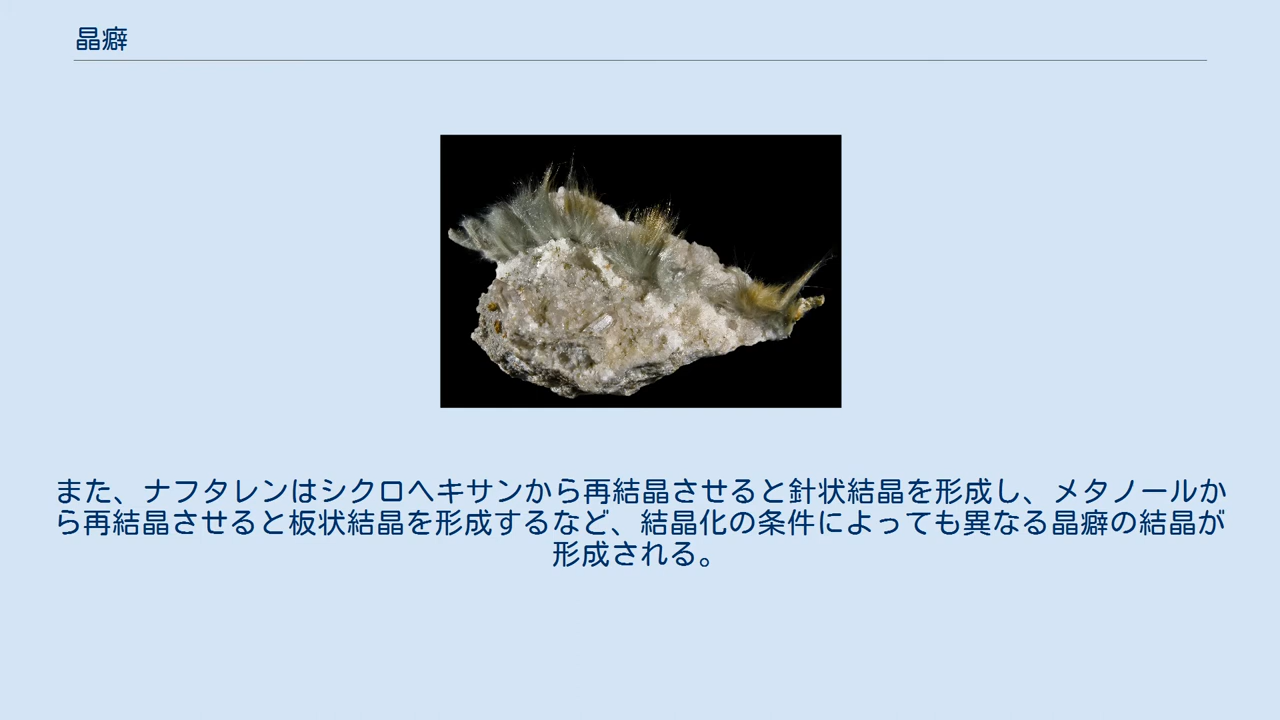 晶癖
また、ナフタレンはシクロヘキサンから再結晶させると針状結晶を形成し、メタノールか
ら再結晶させると板状結晶を形成するなど、結晶化の条件によっても異なる晶癖の結晶が
形成される。